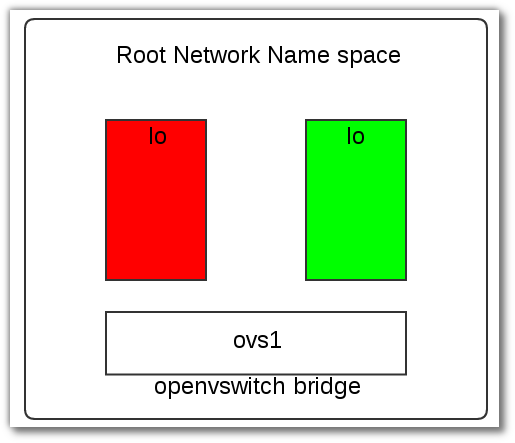 Root Network Name space
lo
lo
ovs1
openvswitch bridge